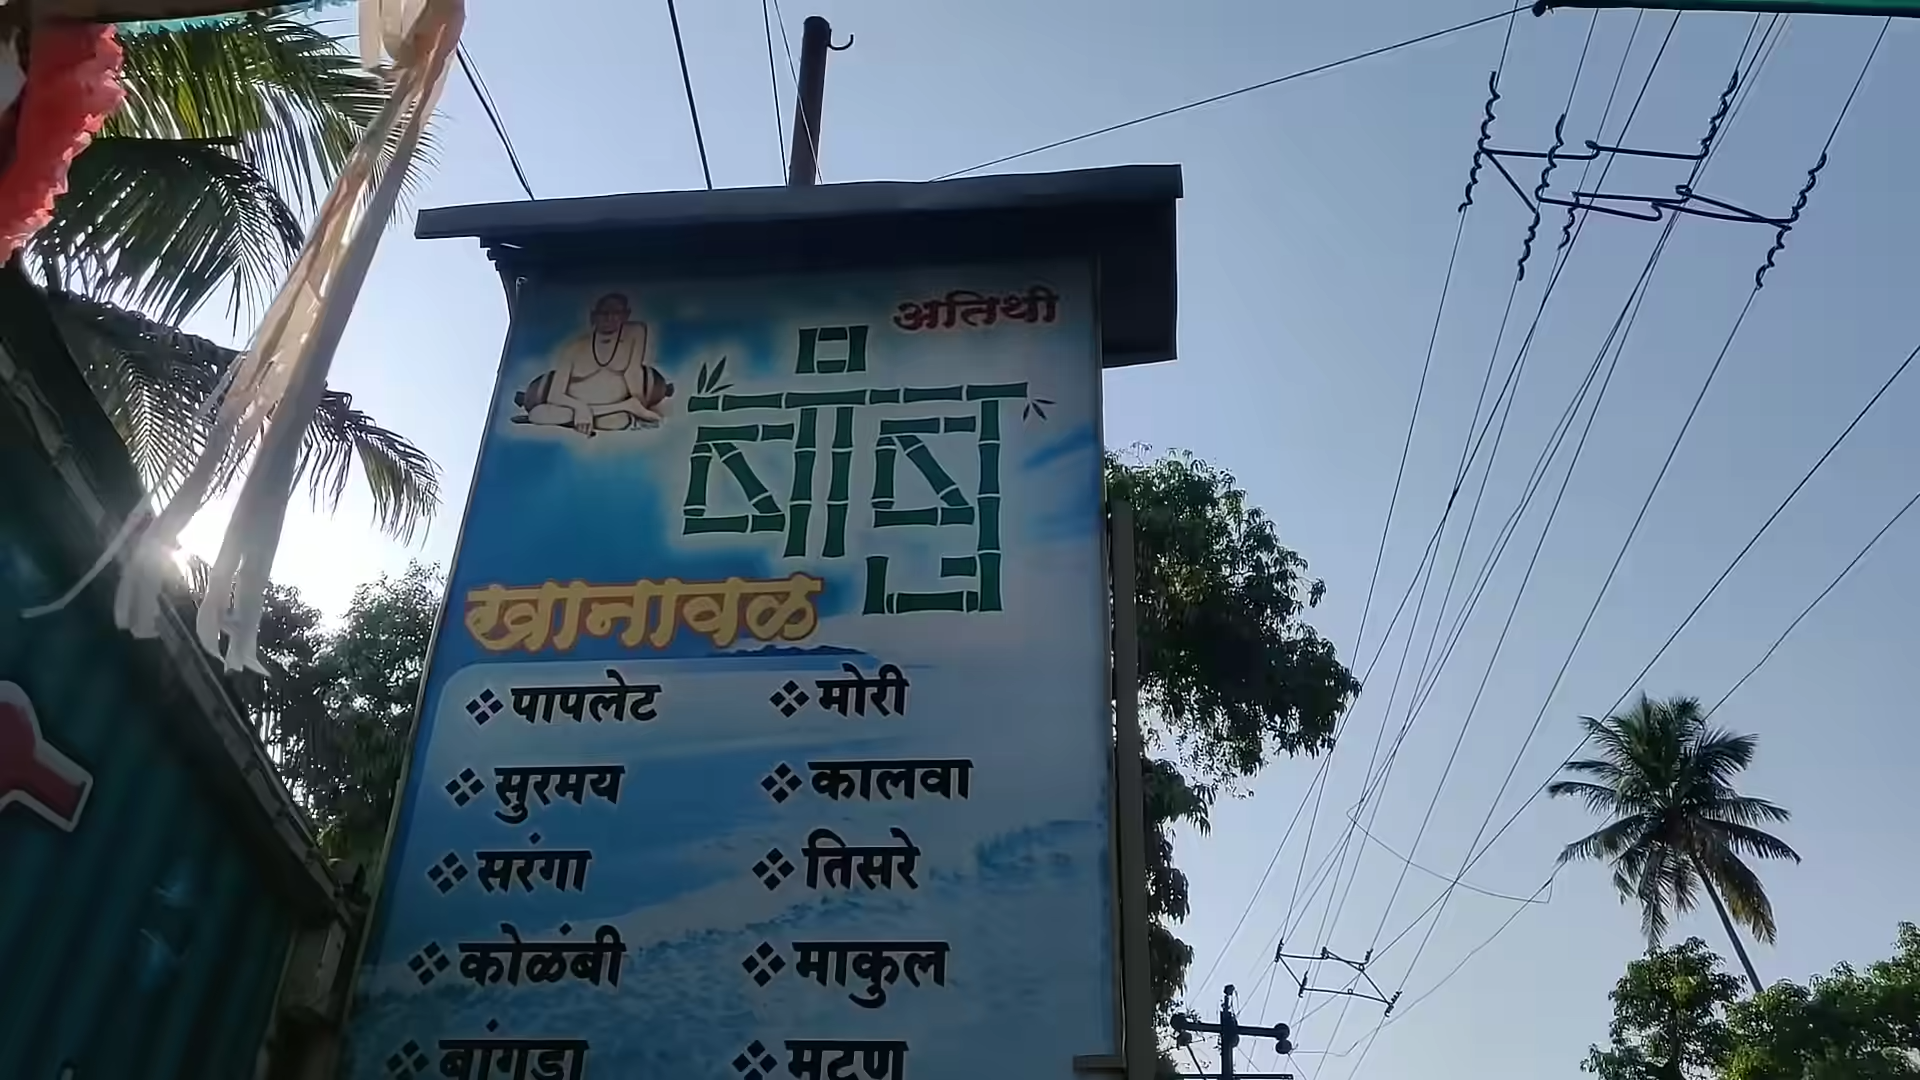 अतिथी
बांबू
खानावळ
❖ पापलेट ❖ मोरी
❖ सुरमय ❖ कालवा
❖ सरंगा ❖ तिसरे
❖ कोळंबी ❖ माकुल
❖ बांगडा ❖ मटण